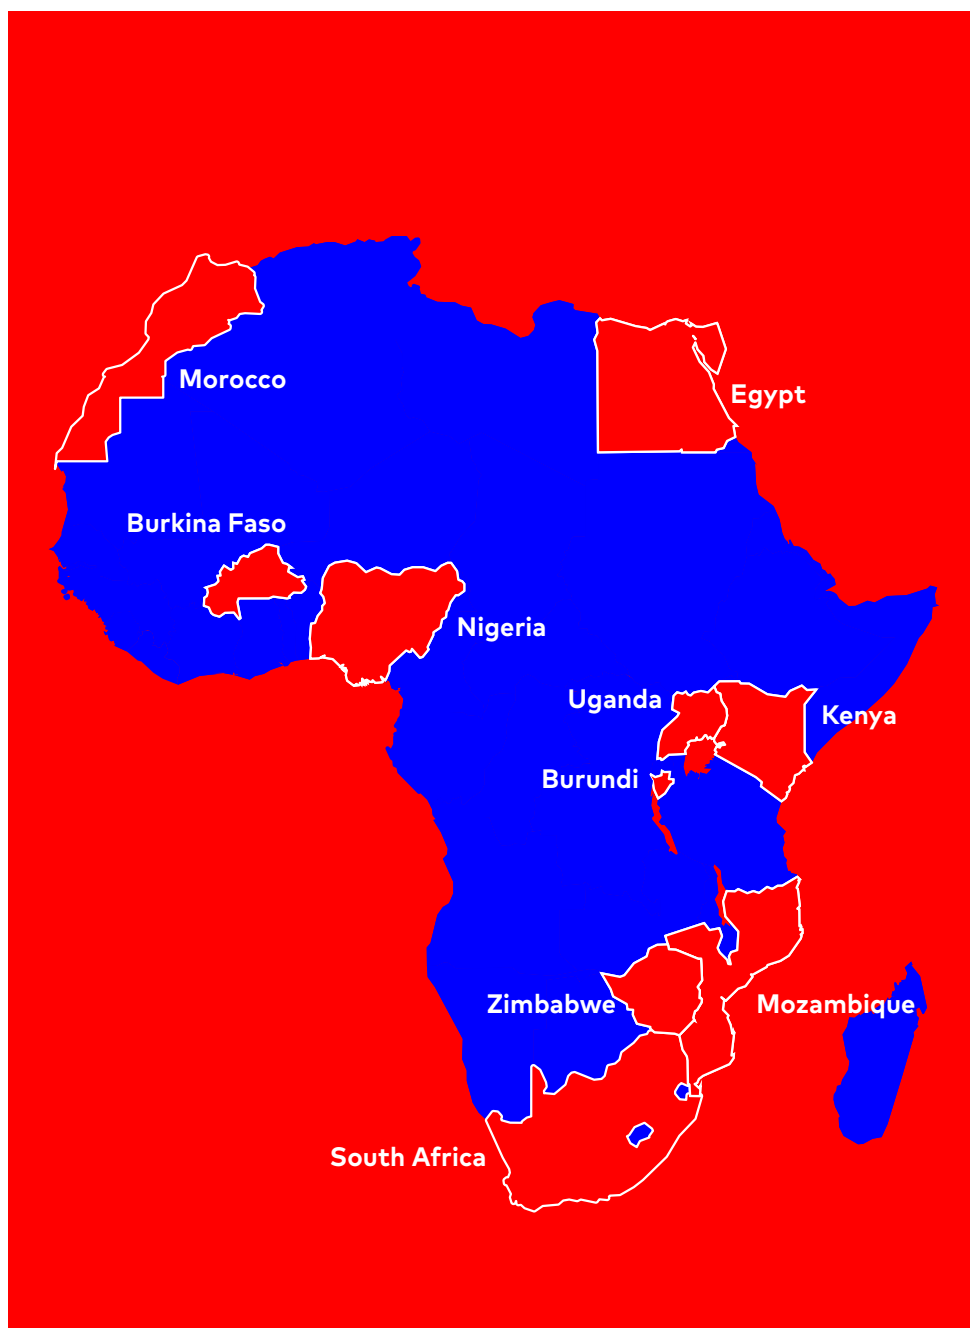 Morocco
Egypt
Burkina Faso
Nigeria
Uganda
Kenya
Burundi
Zimbabwe
Mozambique
South Africa